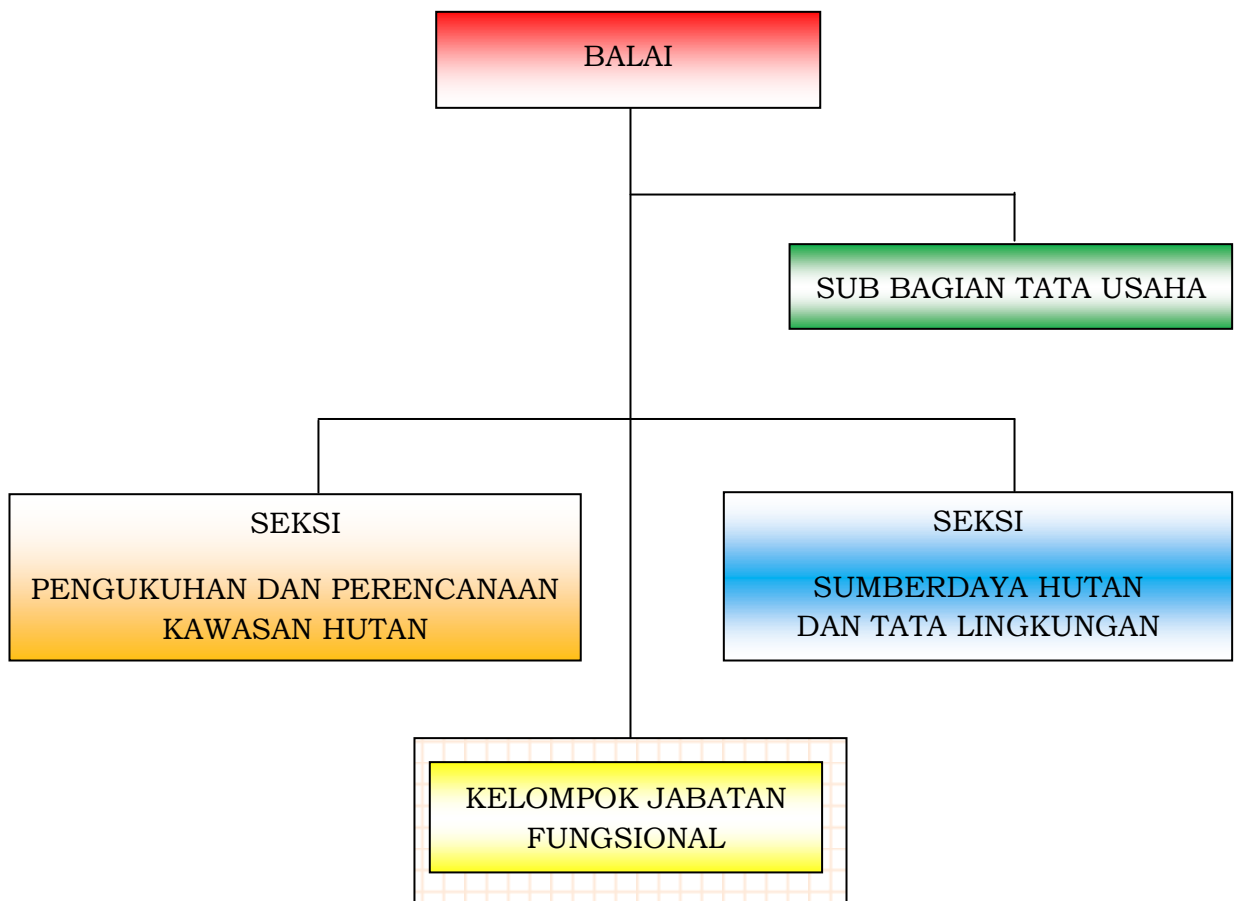 BALAI
SUB BAGIAN TATA USAHA
SEKSI
PENGUKUHAN DAN PERENCANAAN
KAWASAN HUTAN
SEKSI
SUMBERDAYA HUTAN
DAN TATA LINGKUNGAN
KELOMPOK JABATAN
FUNGSIONAL